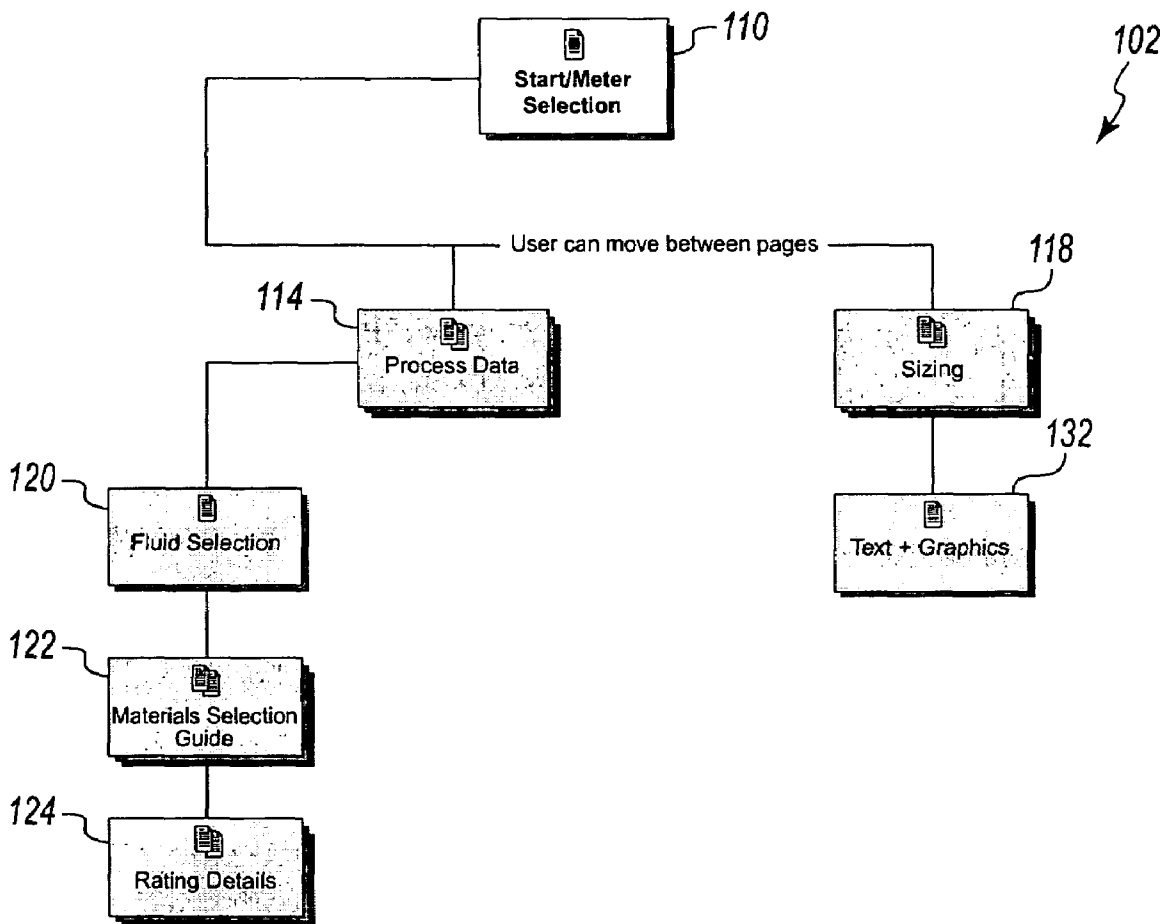 110
102
Start/Meter
Selection
User can move between pages
118
114
Process Data
Sizing
132
120
Fluid Selection
Text + Graphics
122
Materials Selection
Guide
124
Rating Details